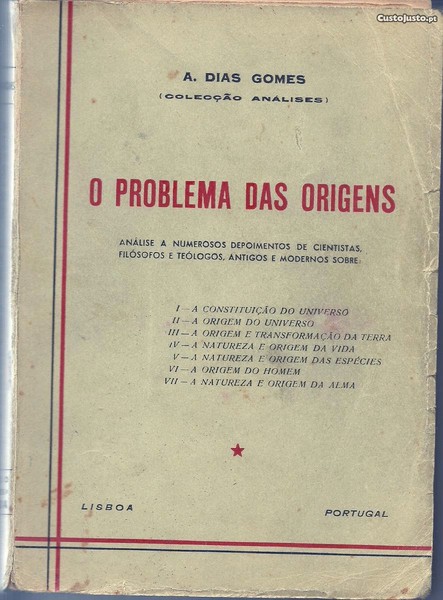 CustoJusto.pt
A. DIAS GOMES
(COLECÇÃO ANÁLISES)
O PROBLEMA DAS ORIGENS
ANÁLISE A NUMEROSOS DEPOIMENTOS DE CIENTISTAS,
FILÓSOFOS E TEÓLOGOS, ANTIGOS E MODERNOS SOBRE:
I — A CONSTITUIÇÃO DO UNIVERSO
II — A ORIGEM DO UNIVERSO
III — A ORIGEM E TRANSFORMAÇÃO DA TERRA
IV — A NATUREZA E ORIGEM DA VIDA
V — A NATUREZA E ORIGEM DAS ESPÉCIES
VI — A ORIGEM DO HOMEM
VII — A NATUREZA E ORIGEM DA ALMA
LISBOA
PORTUGAL